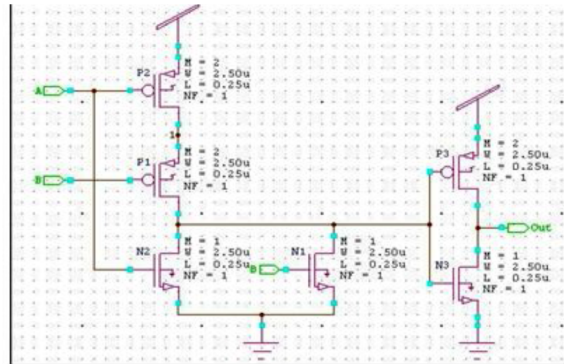 P2
M = 2
W = 2.50u
L = 0.25u
NF = 1
A
1
P1
M = 2
W = 2.50u
L = 0.25u
NF = 1
B
P3
M = 2
W = 2.50u
L = 0.25u
NF = 1
Out
N2
M = 1
W = 2.50u
L = 0.25u
NF = 1
N1
B
M = 1
W = 2.50u
L = 0.25u
NF = 1
N3
M = 1
W = 2.50u
L = 0.25u
NF = 1